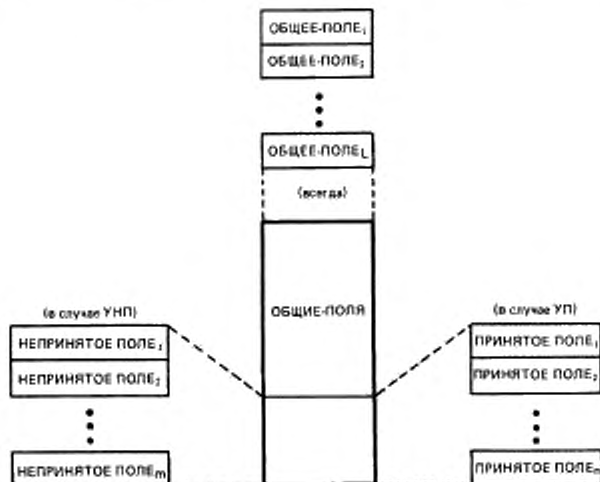 ОБЩЕЕ-ПОЛЕ₁
ОБЩЕЕ-ПОЛЕ₂
ОБЩЕЕ-ПОЛЕL
(всегда)
ОБЩИЕ-ПОЛЯ
(в случае УНП)
НЕПРИНЯТОЕ ПОЛЕ₁
НЕПРИНЯТОЕ ПОЛЕ₂
НЕПРИНЯТОЕ ПОЛЕm
(в случае УП)
ПРИНЯТОЕ ПОЛЕ₁
ПРИНЯТОЕ ПОЛЕ₂
ПРИНЯТОЕ ПОЛЕn